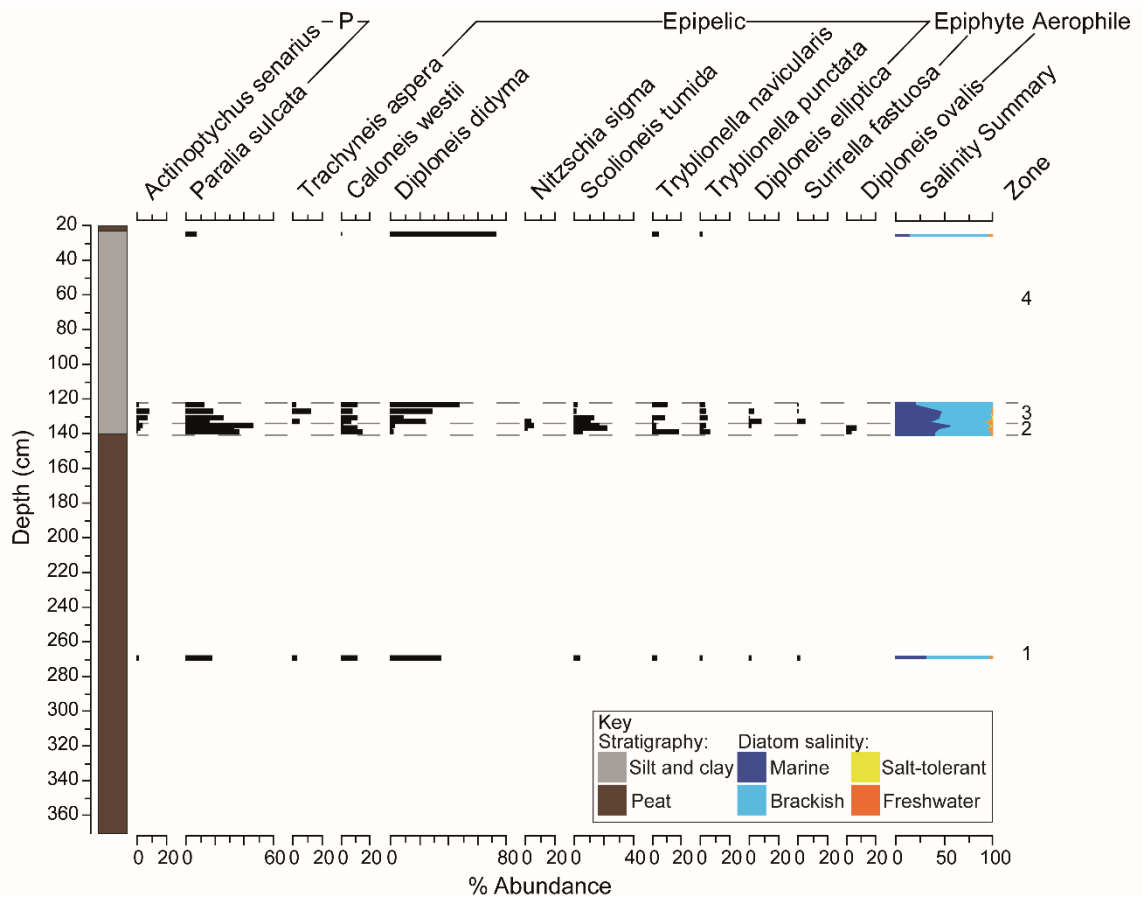 P Epipelic Epiphyte Aerophile
Actinoptychus senarius
Paralia sulcata
Trachyneis aspera
Caloneis westii
Diploneis didyma
Nitzschia sigma
Scolioneis tumida
Tryblionella navicularis
Tryblionella punctata
Diploneis elliptica
Surirella fastuosa
Diploneis ovalis
Salinity Summary
Zone
20
40
60
80
100
120
140
160
180
200
220
240
260
280
300
320
340
360
Depth (cm)
4
3
2
1
Key
Stratigraphy: Diatom salinity:
Silt and clay Marine Salt-tolerant
Peat Brackish Freshwater
0 20 0 60 0 20 0 20 0 80 0 20 0 40 0 20 0 20 0 20 0 20 0 20 0 50 100
% Abundance